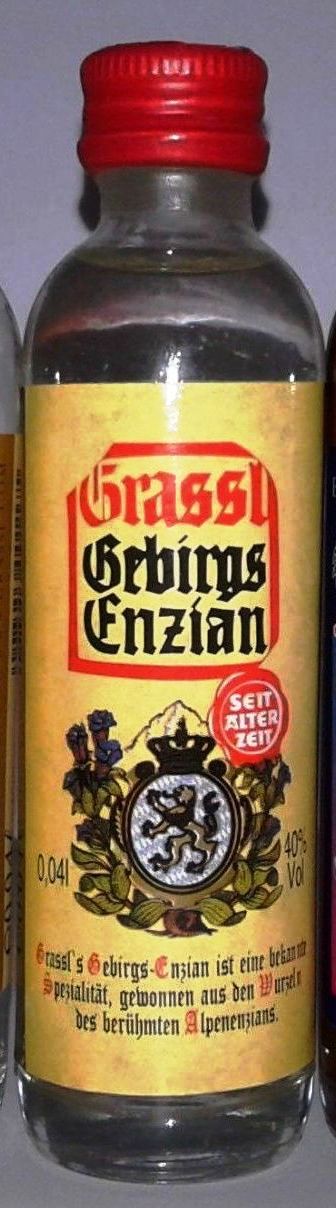 Grassl
Gebirgs
Enzian
SEIT
ALTER
ZEIT
0,04l
40%
Vol
Grassl's Gebirgs-Enzian ist eine bekannte
Spezialität, gewonnen aus den Wurzeln
des berühmten Alpenenzians.